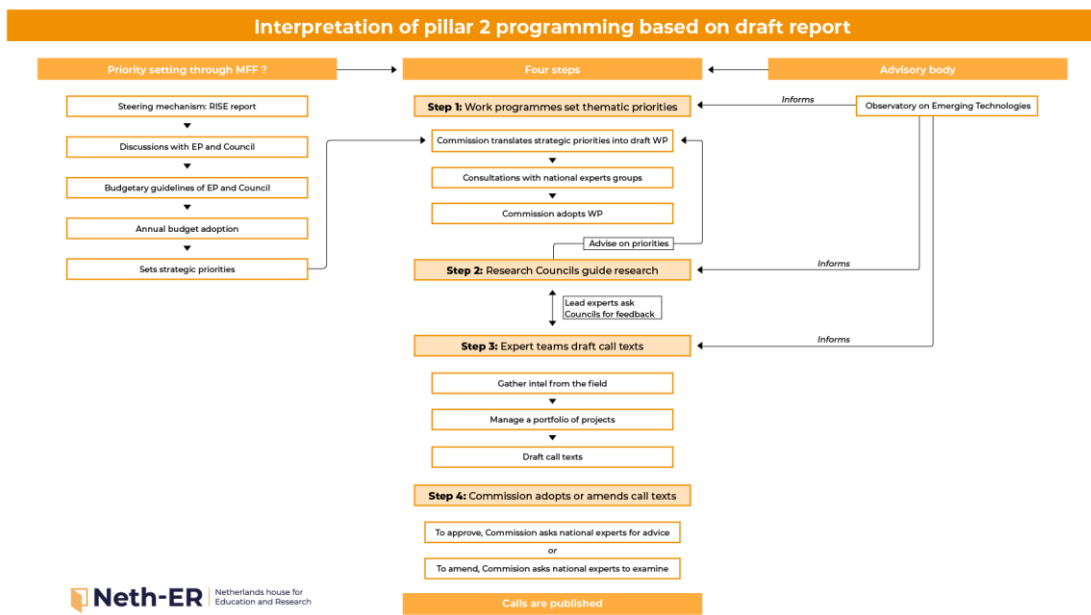 Interpretation of pillar 2 programming based on draft report
Priority setting through MFF ?
Four steps
Advisory body
Steering mechanism: RISE report
Discussions with EP and Council
Budgetary guidelines of EP and Council
Annual budget adoption
Sets strategic priorities
Step 1: Work programmes set thematic priorities
Commission translates strategic priorities into draft WP
Consultations with national experts groups
Commission adopts WP
Advise on priorities
Step 2: Research Councils guide research
Lead experts ask
Councils for feedback
Step 3: Expert teams draft call texts
Gather intel from the field
Manage a portfolio of projects
Draft call texts
Step 4: Commission adopts or amends call texts
To approve, Commission asks national experts for advice
or
To amend, Commision asks national experts to examine
Calls are published
Informs
Observatory on Emerging Technologies
Informs
Informs
Neth-ER
Netherlands house for
Education and Research